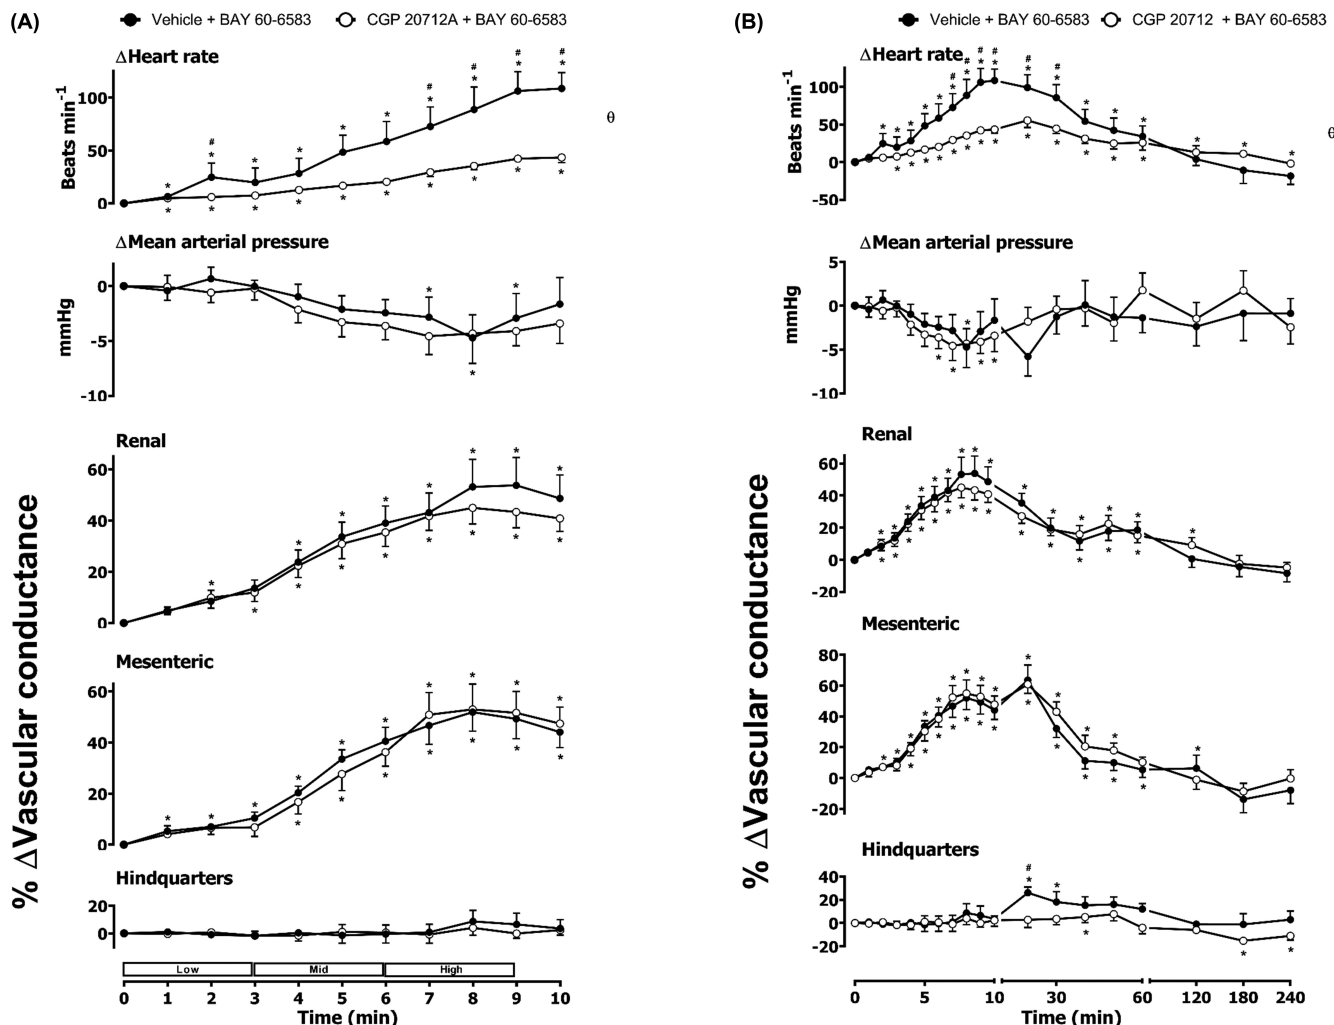 (A)
Vehicle + BAY 60-6583
CGP 20712A + BAY 60-6583
ΔHeart rate
Beats min-1
100
50
0
θ
ΔMean arterial pressure
mmHg
0
-5
-10
% ΔVascular conductance
Renal
60
40
20
0
Mesenteric
60
40
20
0
Hindquarters
20
0
Low
Mid
High
0 1 2 3 4 5 6 7 8 9 10
Time (min)
(B)
Vehicle + BAY 60-6583
CGP 20712 + BAY 60-6583
ΔHeart rate
Beats min-1
100
50
0
-50
θ
ΔMean arterial pressure
mmHg
5
0
-5
-10
% ΔVascular conductance
Renal
60
40
20
0
-20
Mesenteric
80
60
40
20
0
-20
Hindquarters
40
20
0
-20
0 5 10 30 60 120 180 240
Time (min)